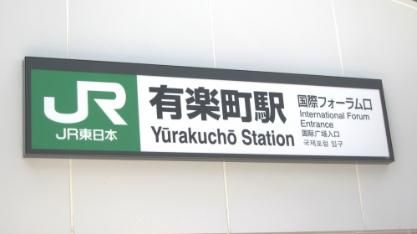 JR
JR東日本
有楽町駅
Yūrakuchō Station
国際フォーラム口
International Forum
Entrance
国际广场入口
국제포럼 입구